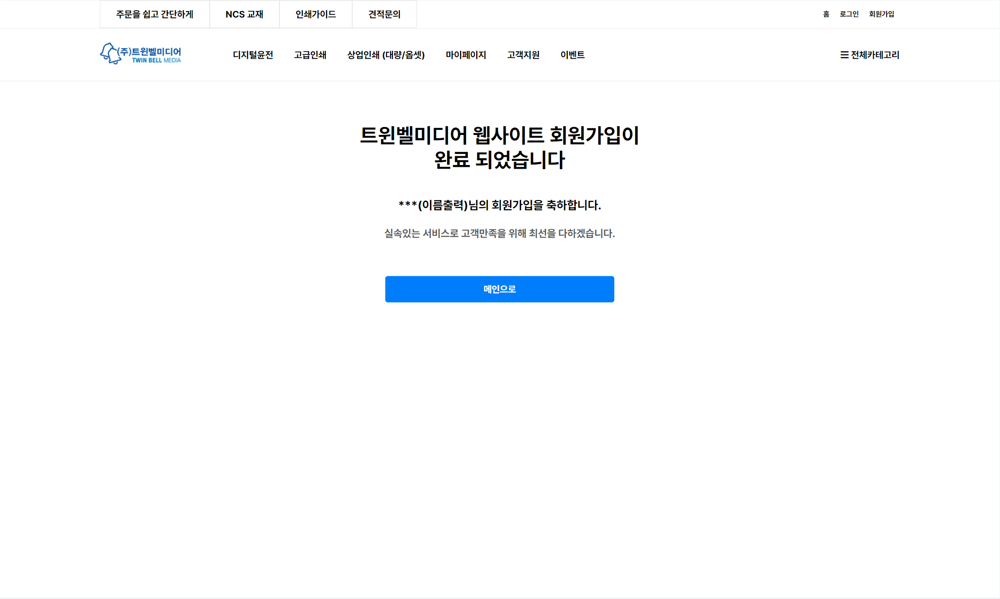 주문을 쉽고 간단하게 NCS 교재 인쇄가이드 견적문의 홈 로그인 회원가입
(주)트윈벨미디어
TWIN BELL MEDIA
디지털윤전 고급인쇄 상업인쇄 (대량/옵셋) 마이페이지 고객지원 이벤트 전체카테고리
트윈벨미디어 웹사이트 회원가입이
완료 되었습니다
***(이름출력)님의 회원가입을 축하합니다.
실속있는 서비스로 고객만족을 위해 최선을 다하겠습니다.
메인으로